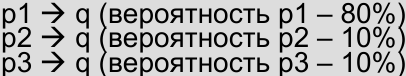 p1 → q (вероятность p1 – 80%)
p2 → q (вероятность p2 – 10%)
p3 → q (вероятность p3 – 10%)